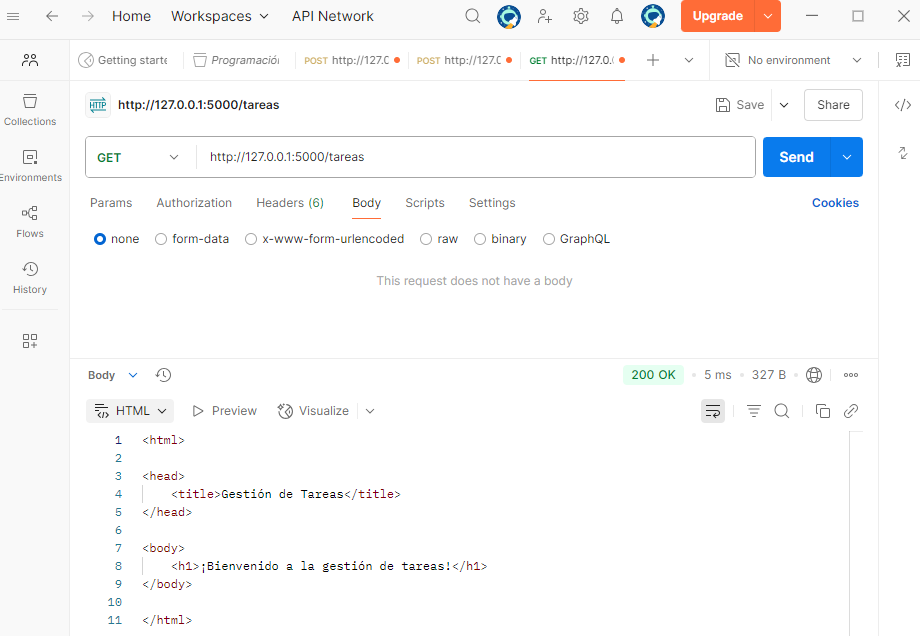 Home Workspaces API Network Upgrade
Getting starte Programació POST http://127.0 POST http://127.0 GET http://127.0. No environment
HTTP http://127.0.0.1:5000/tareas Save Share
Collections
Environments
Flows
History
GET http://127.0.0.1:5000/tareas Send
Params Authorization Headers (6) Body Scripts Settings Cookies
none form-data x-www-form-urlencoded raw binary GraphQL
This request does not have a body
Body 200 OK 5 ms 327 B
HTML Preview Visualize
1 <html>
2
3 <head>
4 <title>Gestión de Tareas</title>
5 </head>
6
7 <body>
8 <h1>¡Bienvenido a la gestión de tareas!</h1>
9 </body>
10
11 </html>